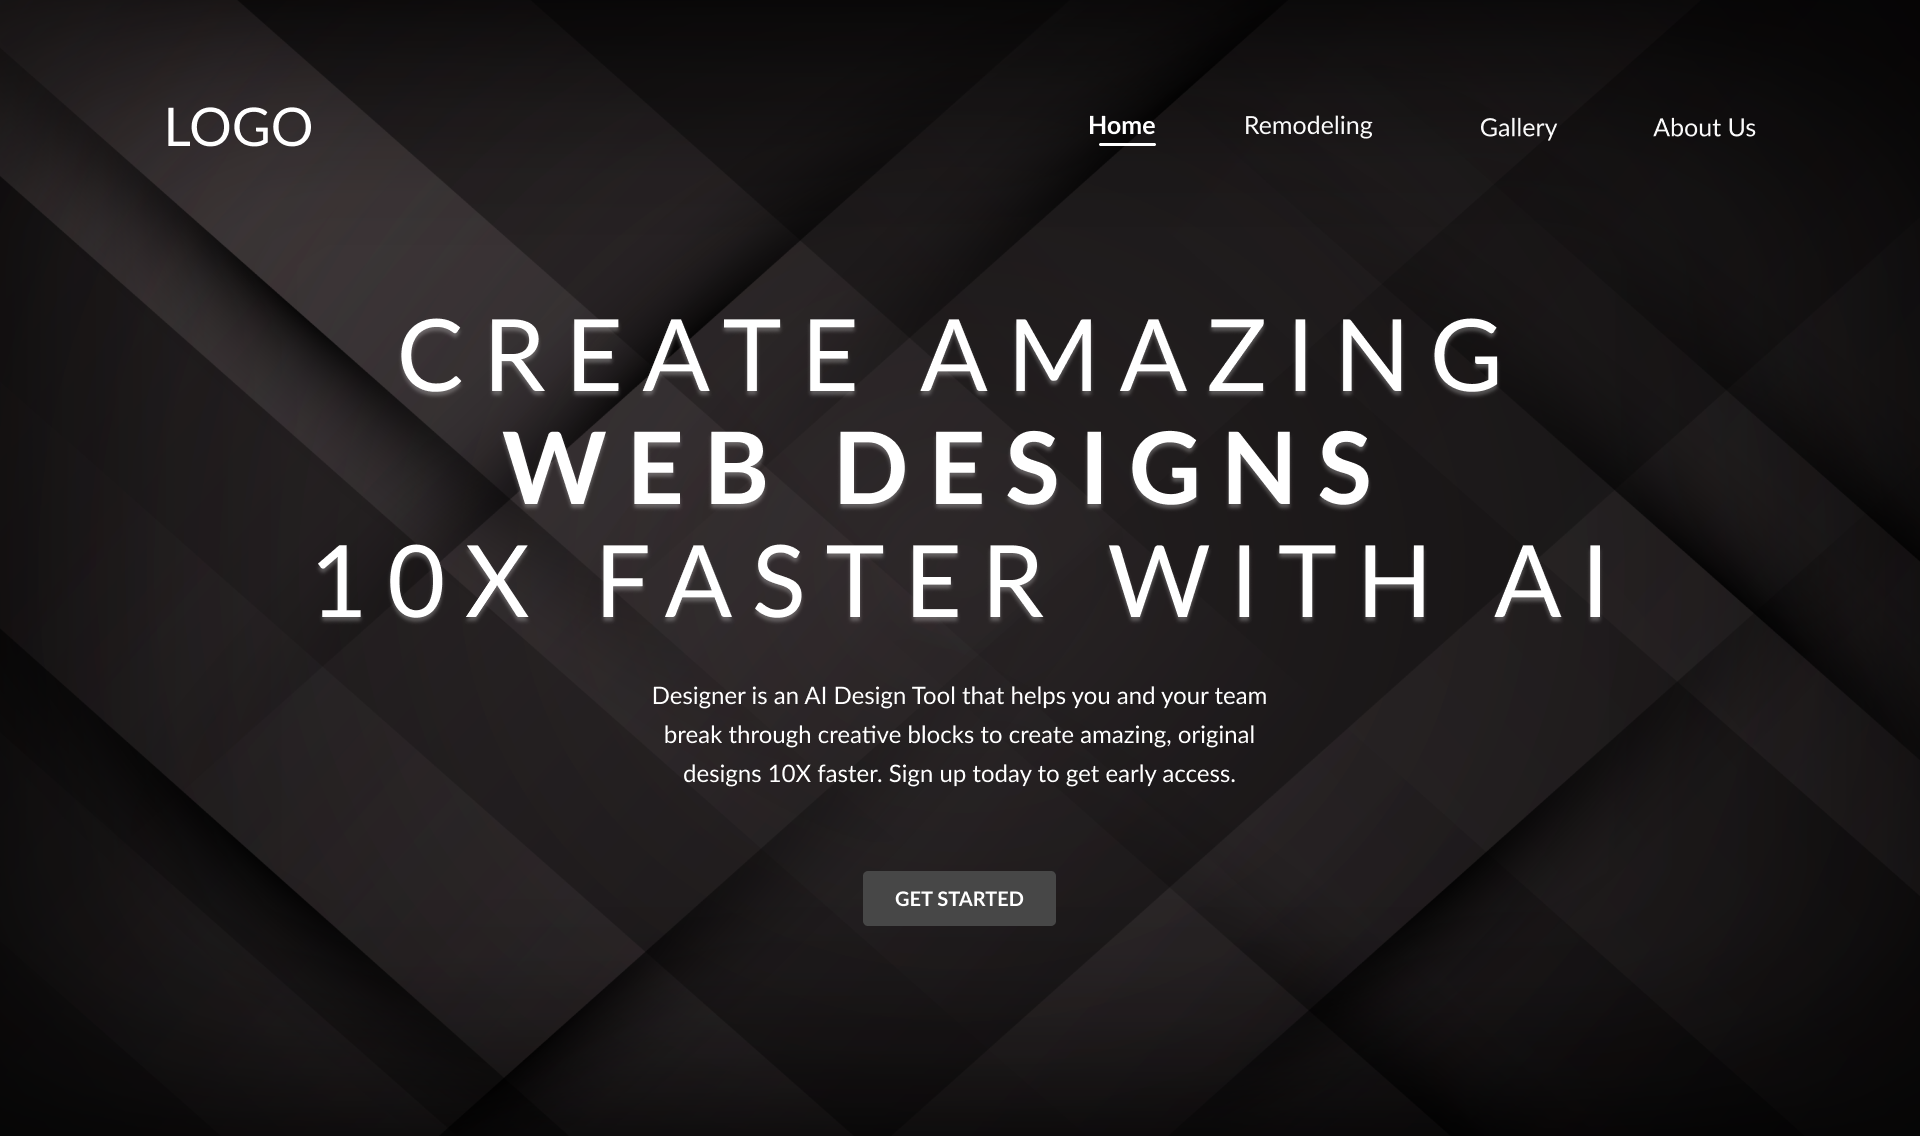 LOGO
Home
Remodeling
Gallery
About Us
CREATE AMAZING
WEB DESIGNS
10X FASTER WITH AI
Designer is an AI Design Tool that helps you and your team
break through creative blocks to create amazing, original
designs 10X faster. Sign up today to get early access.
GET STARTED